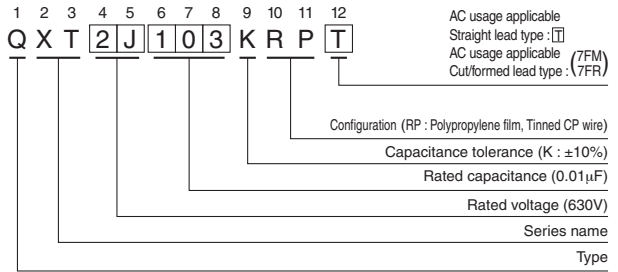 1 2 3 4 5 6 7 8 9 10 11 12
Q X T 2 J 1 0 3 K R P T
AC usage applicable
Straight lead type : T
AC usage applicable (7FM)
Cut/formed lead type : (7FR)
Configuration (RP : Polypropylene film, Tinned CP wire)
Capacitance tolerance (K : ±10%)
Rated capacitance (0.01μF)
Rated voltage (630V)
Series name
Type